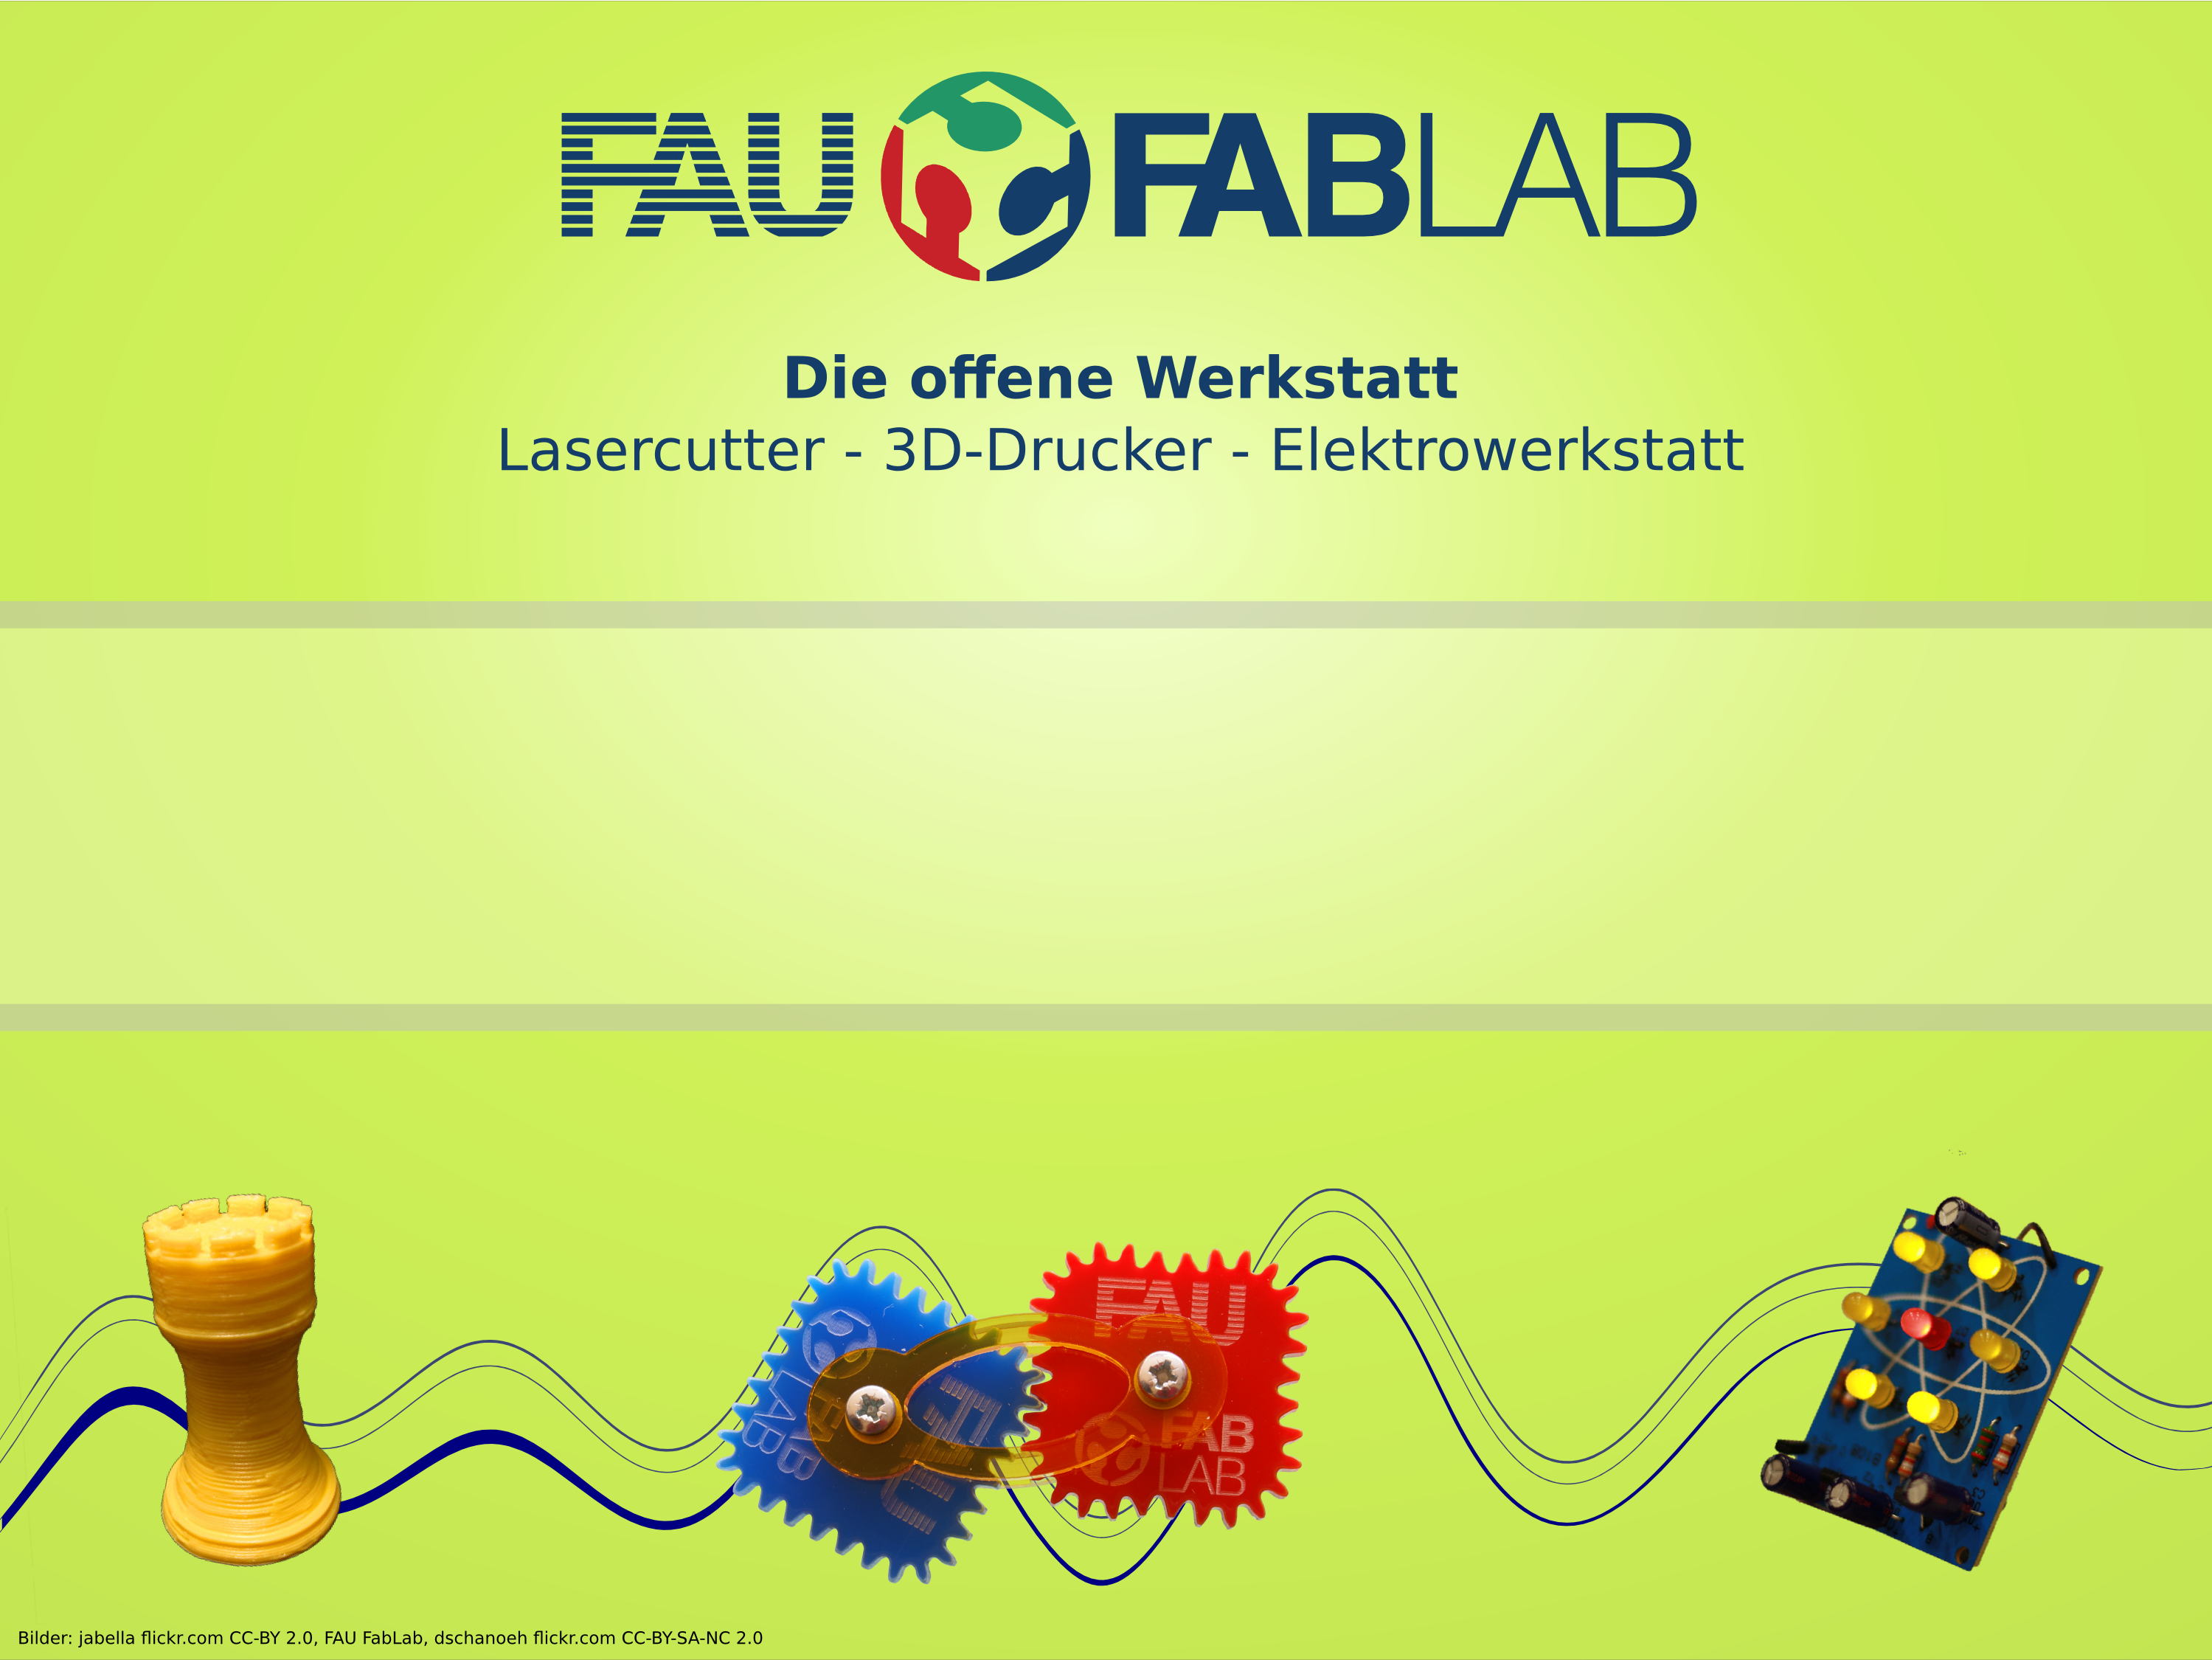 FAU FABLAB
Die offene Werkstatt
Lasercutter - 3D-Drucker - Elektrowerkstatt
FAB
LAB
FAU
FAU
FAB
LAB
Bilder: jabella flickr.com CC-BY 2.0, FAU FabLab, dschanoeh flickr.com CC-BY-SA-NC 2.0